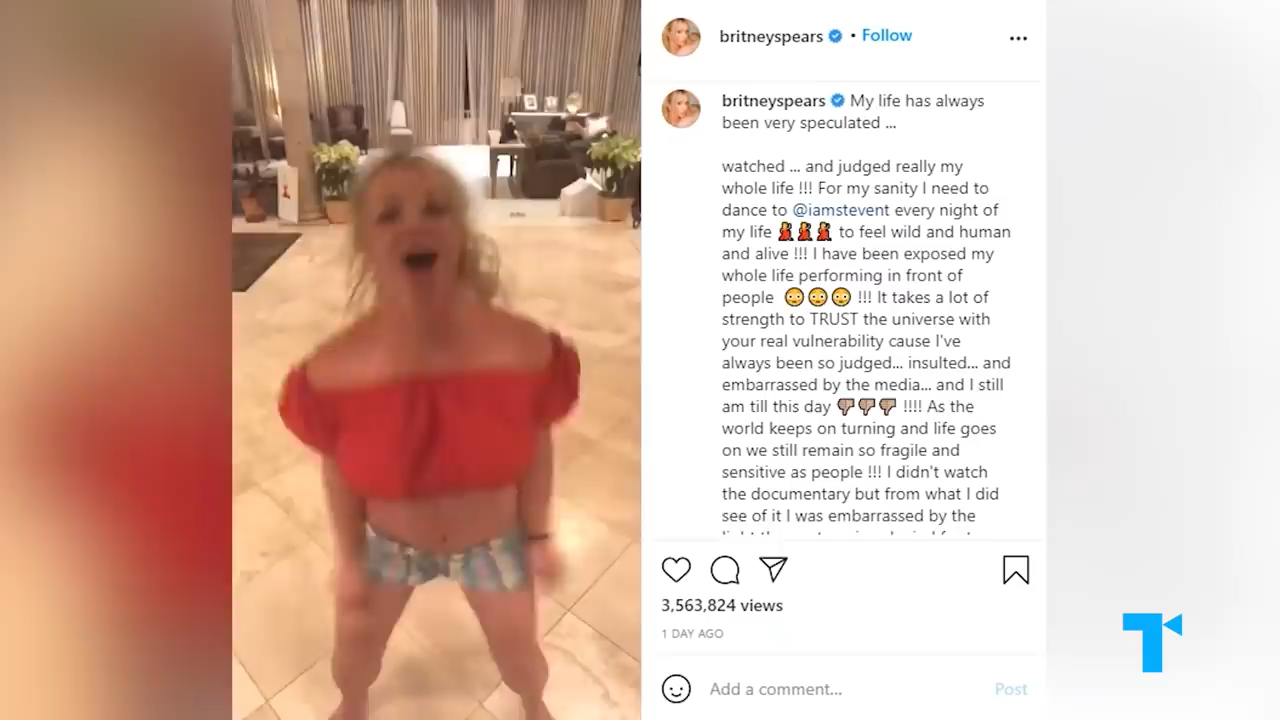 britneyspears • Follow
britneyspears My life has always
been very speculated ...
watched ... and judged really my
whole life !!! For my sanity I need to
dance to @iamstevent every night of
my life 💃💃💃 to feel wild and human
and alive !!! I have been exposed my
whole life performing in front of
people 😳😳😳 !!! It takes a lot of
strength to TRUST the universe with
your real vulnerability cause I've
always been so judged... insulted... and
embarrassed by the media... and I still
am till this day 👎🏼👎🏼👎🏼 !!!! As the
world keeps on turning and life goes
on we still remain so fragile and
sensitive as people !!! I didn't watch
the documentary but from what I did
see of it I was embarrassed by the
3,563,824 views
1 DAY AGO
Add a comment... Post